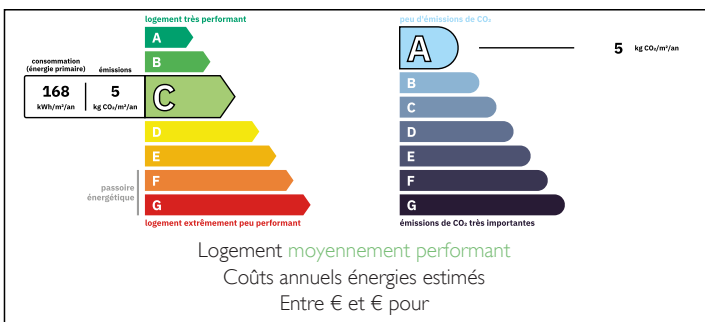 logement très performant
A
B
consommation
(énergie primaire)
émissions
168
kWh/m²/an
5
kg CO₂/m²/an
C
D
E
F
G
passoire
énergétique
logement extrêmement peu performant
peu d'émissions de CO₂
A
5 kg CO₂/m²/an
B
C
D
E
F
G
émissions de CO₂ très importantes
Logement moyennement performant
Coûts annuels énergies estimés
Entre € et € pour